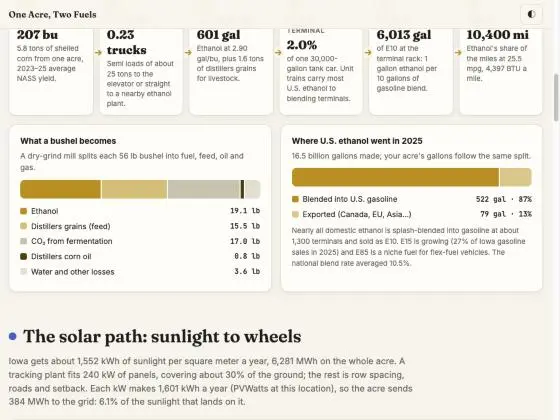 One Acre, Two Fuels
207 bu
5.8 tons of shelled
corn from one acre,
2023–25 average
NASS yield.
0.23
trucks
Semi loads of about
25 tons to the
elevator or straight
to a nearby ethanol
plant.
601 gal
Ethanol at 2.90
gal/bu, plus 1.6 tons
of distillers grains
for livestock.
TERMINAL
2.0%
of one 30,000-
gallon tank car. Unit
trains carry most
U.S. ethanol to
blending terminals.
6,013 gal
of E10 at the
terminal rack: 1
gallon ethanol per
10 gallons of
gasoline blend.
10,400 mi
Ethanol's share of
the miles at 25.5
mpg, 4,397 BTU a
mile.
What a bushel becomes
A dry-grind mill splits each 56 lb bushel into fuel, feed, oil and
gas.
Ethanol 19.1 lb
Distillers grains (feed) 15.5 lb
CO₂ from fermentation 17.0 lb
Distillers corn oil 0.8 lb
Water and other losses 3.6 lb
Where U.S. ethanol went in 2025
16.5 billion gallons made; your acre's gallons follow the same split.
Blended into U.S. gasoline 522 gal · 87%
Exported (Canada, EU, Asia…) 79 gal · 13%
Nearly all domestic ethanol is splash-blended into gasoline at about
1,300 terminals and sold as E10. E15 is growing (27% of Iowa gasoline
sales in 2025) and E85 is a niche fuel for flex-fuel vehicles. The
national blend rate averaged 10.5%.
The solar path: sunlight to wheels
Iowa gets about 1,552 kWh of sunlight per square meter a year, 6,281 MWh on the whole acre. A
tracking plant fits 240 kW of panels, covering about 30% of the ground; the rest is row spacing,
roads and setback. Each kW makes 1,601 kWh a year (PVWatts at this location), so the acre sends
384 MWh to the grid: 6.1% of the sunlight that lands on it.